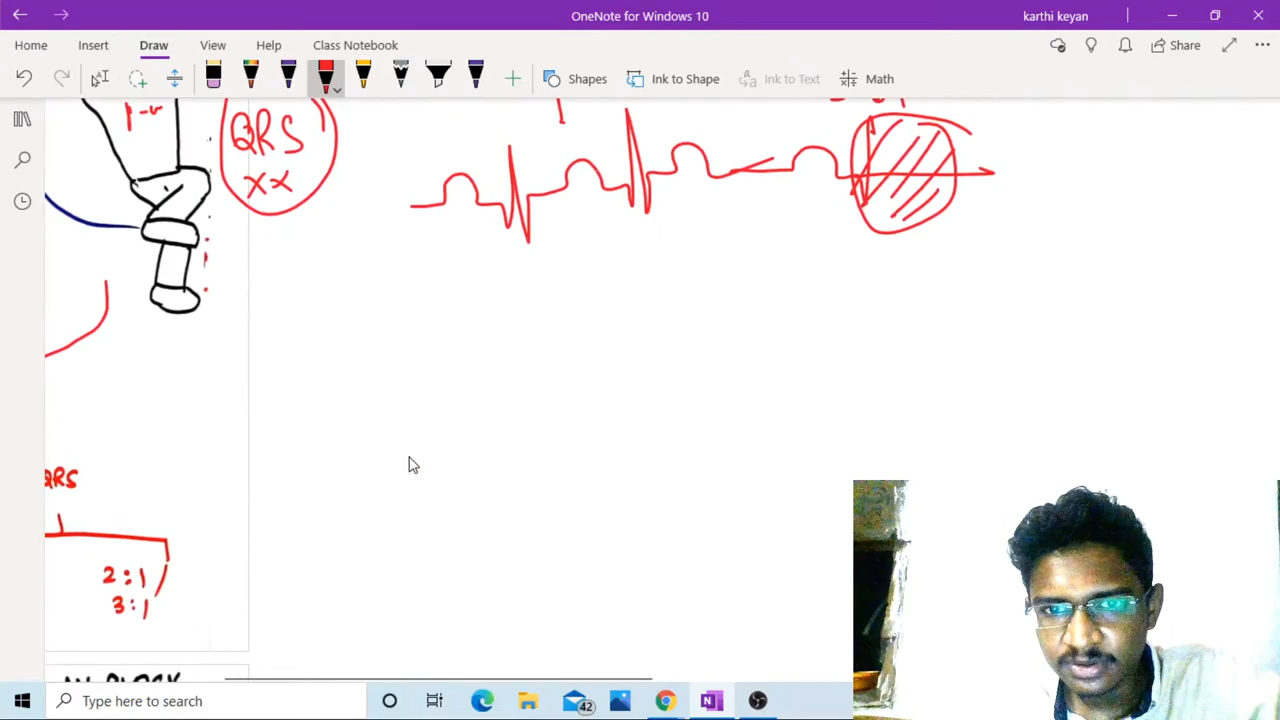 OneNote for Windows 10
karthi keyan
Home Insert Draw View Help Class Notebook
Share
Shapes Ink to Shape Ink to Text Math
QRS
XX
QRS
2:1
3:1
Type here to search
42